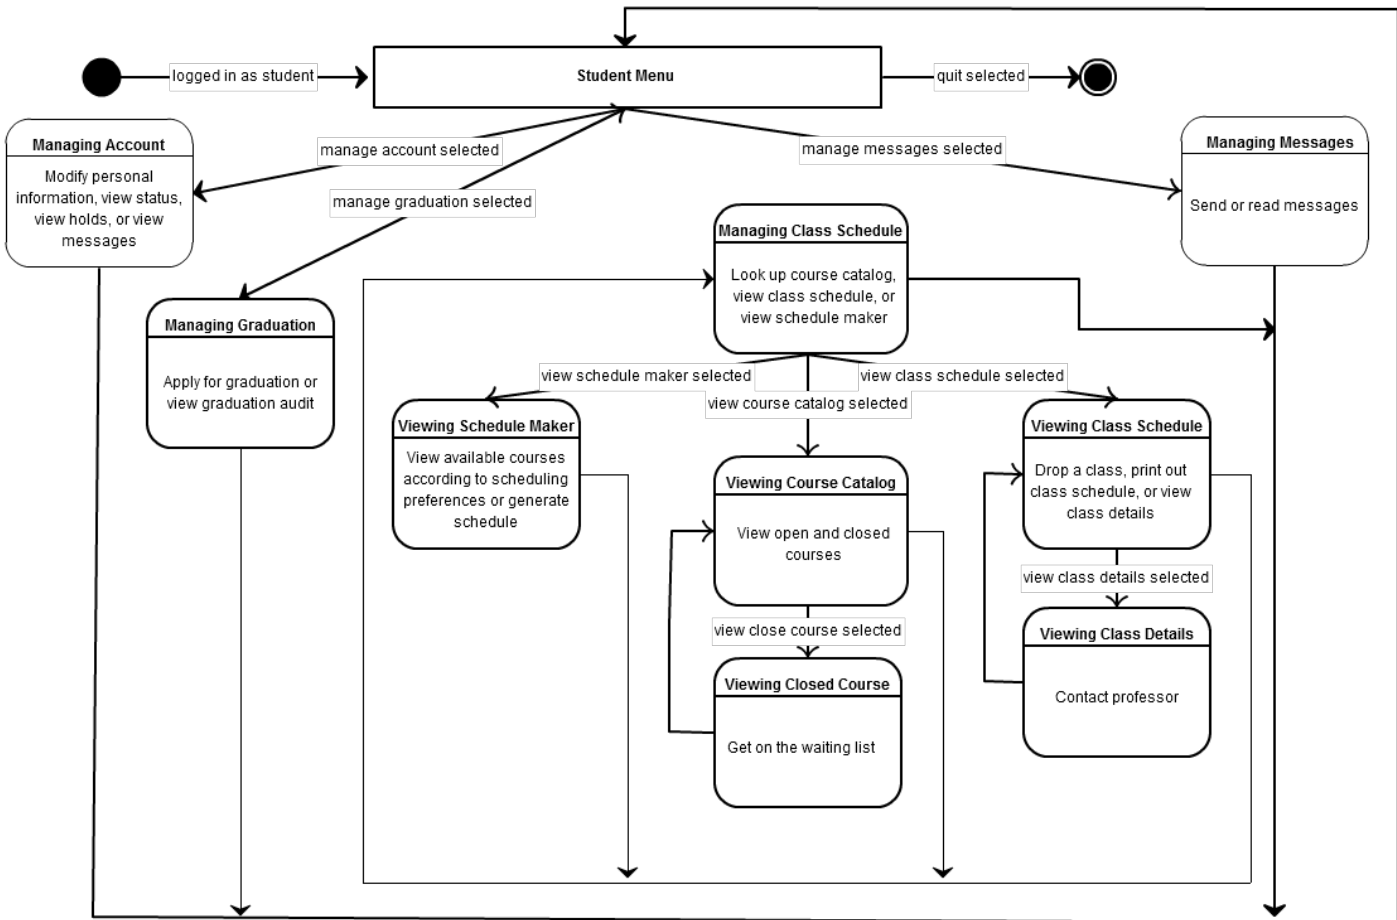 logged in as student
Student Menu
quit selected
Managing Account
Modify personal
information, view status,
view holds, or view
messages
manage account selected
manage messages selected
Managing Messages
Send or read messages
manage graduation selected
Managing Class Schedule
Look up course catalog,
view class schedule, or
view schedule maker
Managing Graduation
Apply for graduation or
view graduation audit
view schedule maker selected
view class schedule selected
view course catalog selected
Viewing Schedule Maker
View available courses
according to scheduling
preferences or generate
schedule
Viewing Course Catalog
View open and closed
courses
Viewing Class Schedule
Drop a class, print out
class schedule, or view
class details
view class details selected
view close course selected
Viewing Closed Course
Get on the waiting list
Viewing Class Details
Contact professor